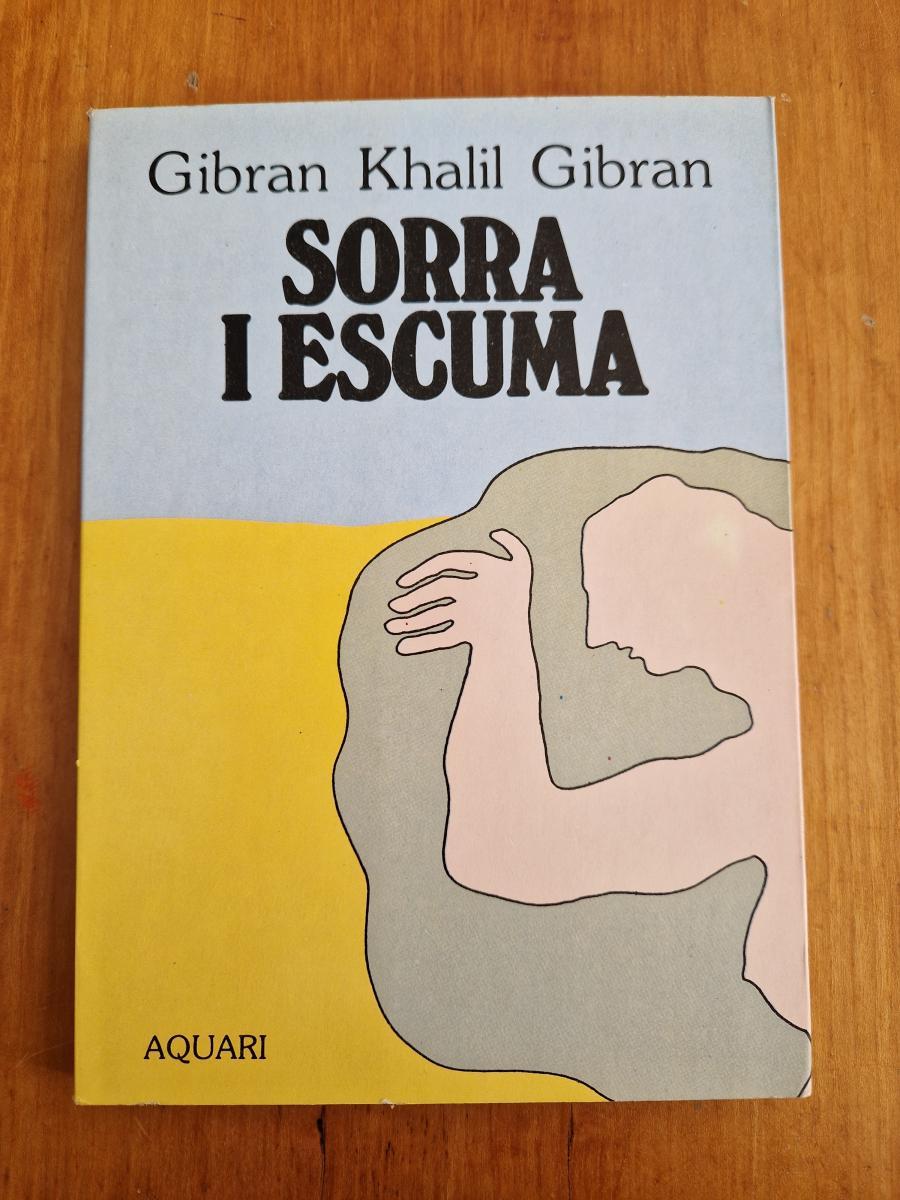 Gibran Khalil Gibran
SORRA
I ESCUMA
AQUARI